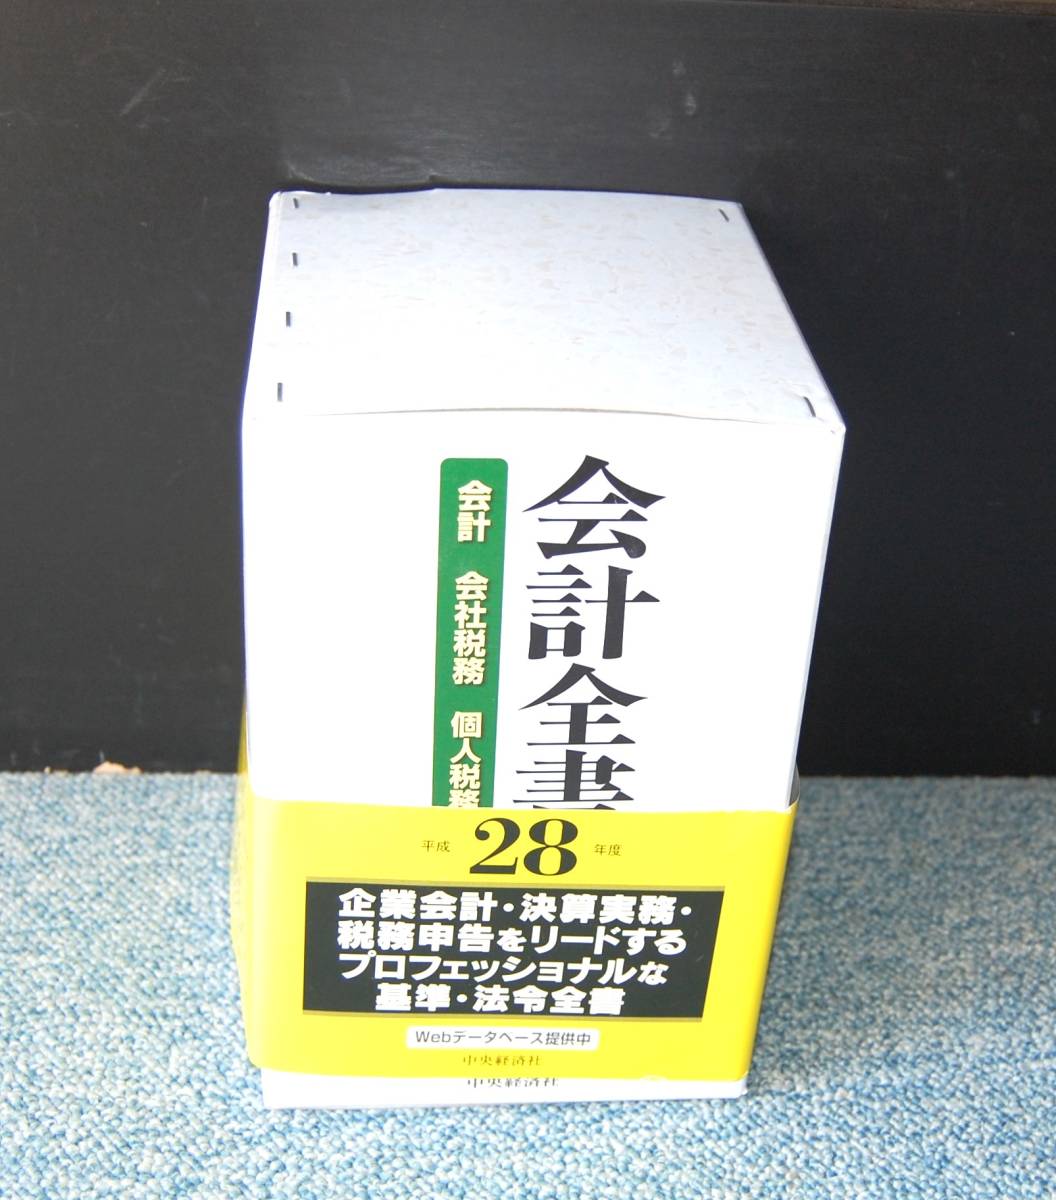 会計全書
会計 会社税務 個人税務
平成28年度
企業会計・決算実務・
税務申告をリードする
プロフェッショナルな
基準・法令全書
Webデータベース提供中
中央経済社
中央経済社